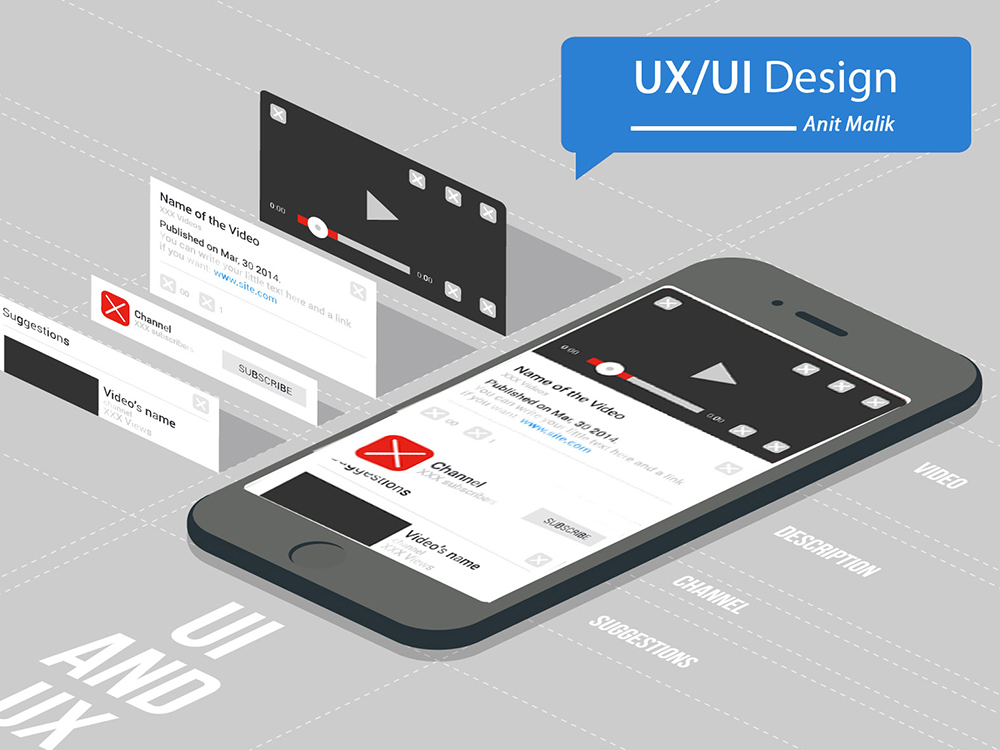 UX/UI Design
Anit Malik
0:00
0:00
Name of the Video
XXX Videos
Published on Mar, 30 2014.
You can write your little text here and a link
if you want: www.site.com
00
1
Channel
XXX subscribers
SUBSCRIBE
Suggestions
Video's name
channel
XXX Views
0:00
0:00
Name of the Video
XXX Videos
Published on Mar, 30 2014.
You can write your little text here and a link
if you want: www.site.com
00
1
Channel
XXX subscribers
SUBSCRIBE
Suggestions
Video's name
channel
XXX Views
VIDEO
DESCRIPTION
CHANNEL
SUGGESTIONS
UI
AND
UX